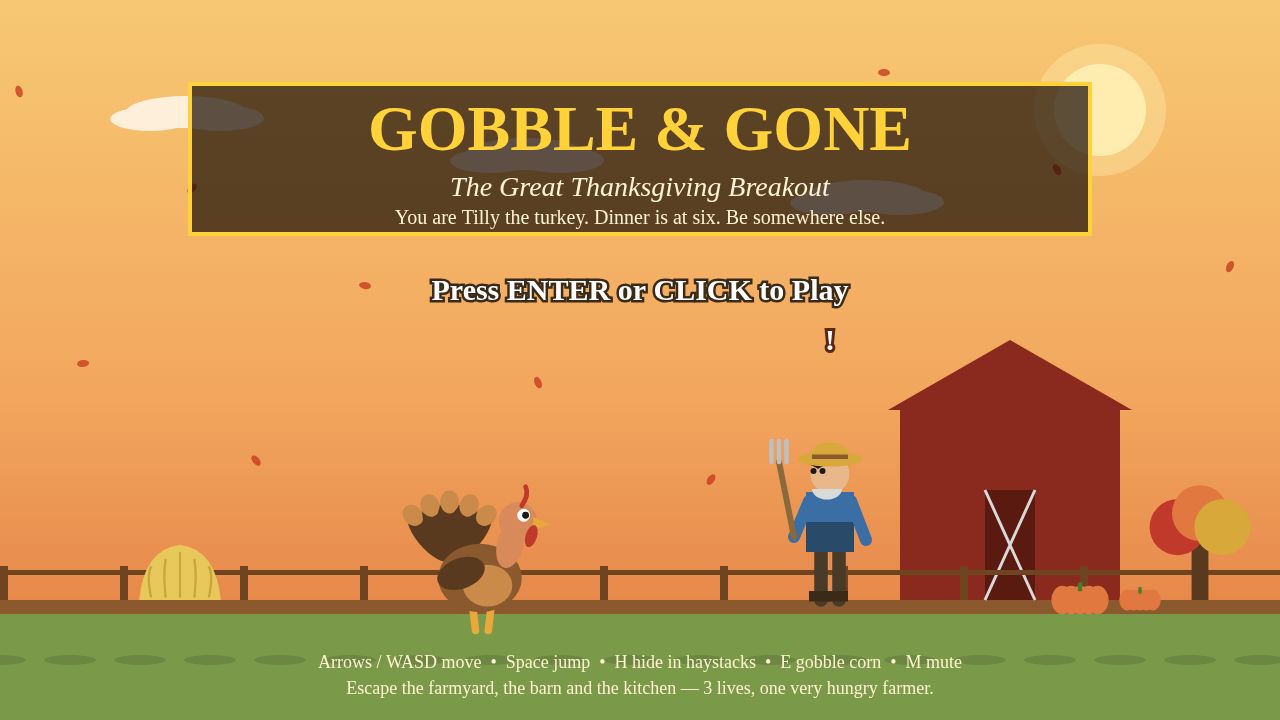 GOBBLE & GONE
The Great Thanksgiving Breakout
You are Tilly the turkey. Dinner is at six. Be somewhere else.
Press ENTER or CLICK to Play
!
Arrows / WASD move • Space jump • H hide in haystacks • E gobble corn • M mute
Escape the farmyard, the barn and the kitchen — 3 lives, one very hungry farmer.